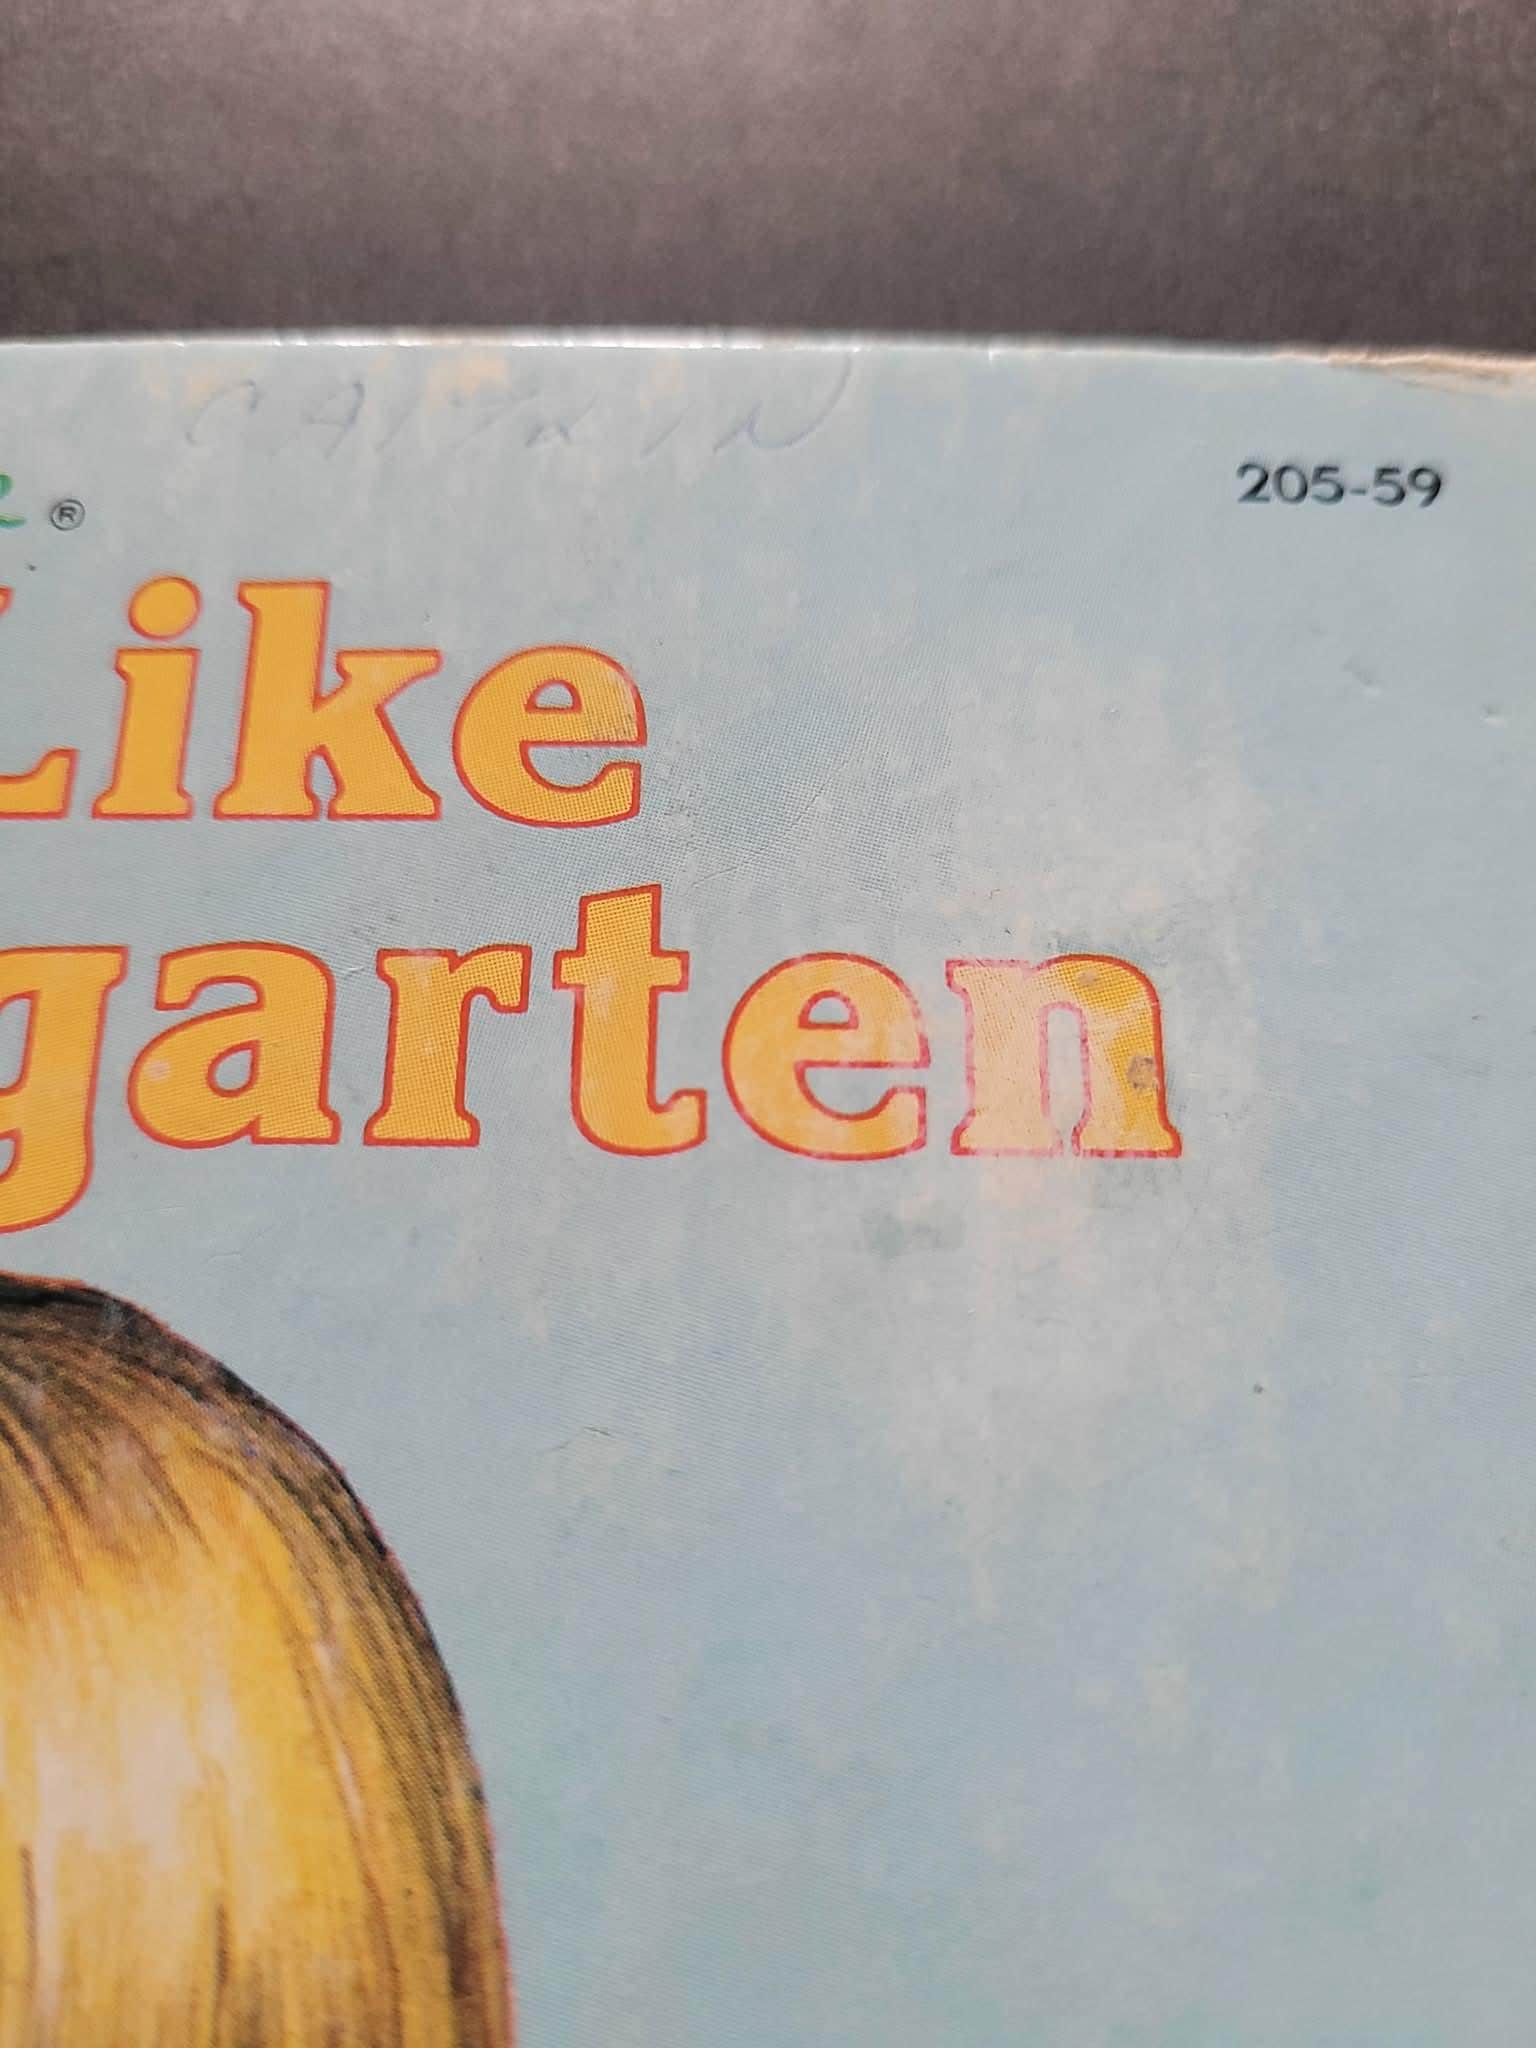 CAITLIN
205-59
®
Like
garten